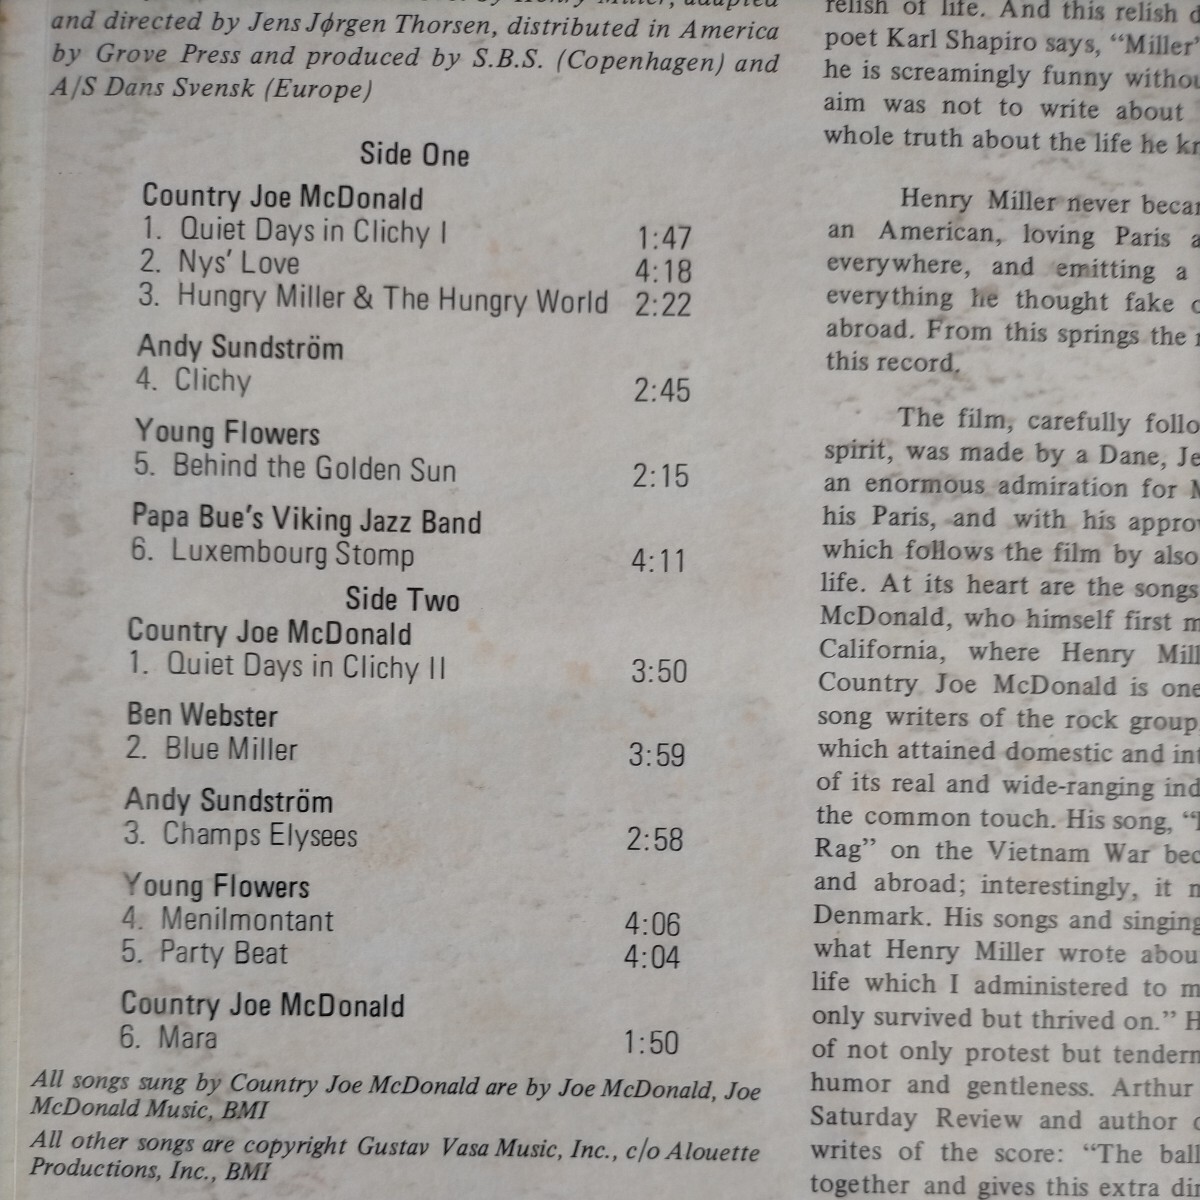 by Henry Miller, adapted
and directed by Jens Jørgen Thorsen, distributed in America
by Grove Press and produced by S.B.S. (Copenhagen) and
A/S Dans Svensk (Europe)
Side One
Country Joe McDonald
1. Quiet Days in Clichy I 1:47
2. Nys' Love 4:18
3. Hungry Miller & The Hungry World 2:22
Andy Sundström
4. Clichy 2:45
Young Flowers
5. Behind the Golden Sun 2:15
Papa Bue's Viking Jazz Band
6. Luxembourg Stomp 4:11
Side Two
Country Joe McDonald
1. Quiet Days in Clichy II 3:50
Ben Webster
2. Blue Miller 3:59
Andy Sundström
3. Champs Elysees 2:58
Young Flowers
4. Menilmontant 4:06
5. Party Beat 4:04
Country Joe McDonald
6. Mara 1:50
All songs sung by Country Joe McDonald are by Joe McDonald, Joe
McDonald Music, BMI
All other songs are copyright Gustav Vasa Music, Inc., c/o Alouette
Productions, Inc., BMI
relish of life. And this relish
poet Karl Shapiro says, "Miller'
he is screamingly funny
aim was not to write about
whole truth about the life he
Henry Miller never
an American, loving Paris
everywhere, and emitting a
everything he thought fake
abroad. From this springs the
this record.
The film, carefully
spirit, was made by a Dane,
an enormous admiration for
his Paris, and with his
which follows the film by also
life. At its heart are the songs
McDonald, who himself first
California, where Henry
Country Joe McDonald is one
song writers of the rock group
which attained domestic and
of its real and wide-ranging
the common touch. His song,
Rag" on the Vietnam War
and abroad; interestingly, it
Denmark. His songs and singing
what Henry Miller wrote
life which I administered to
only survived but thrived on."
of not only protest but
humor and gentleness. Arthur
Saturday Review and author
writes of the score: "The
together and gives this extra